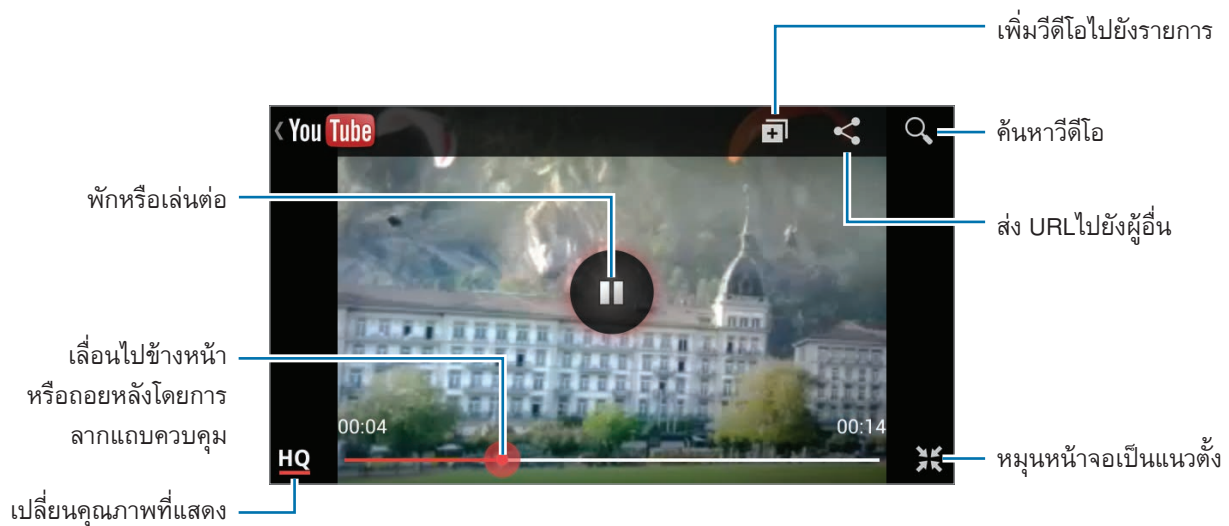 เพิ่มวีดีโอไปยังรายการ
You Tube
ค้นหาวีดีโอ
พักหรือเล่นต่อ
ส่ง URLไปยังผู้อื่น
เลื่อนไปข้างหน้า
หรือถอยหลังโดยการ
ลากแถบควบคุม
00:04
00:14
HQ
หมุนหน้าจอเป็นแนวตั้ง
เปลี่ยนคุณภาพที่แสดง